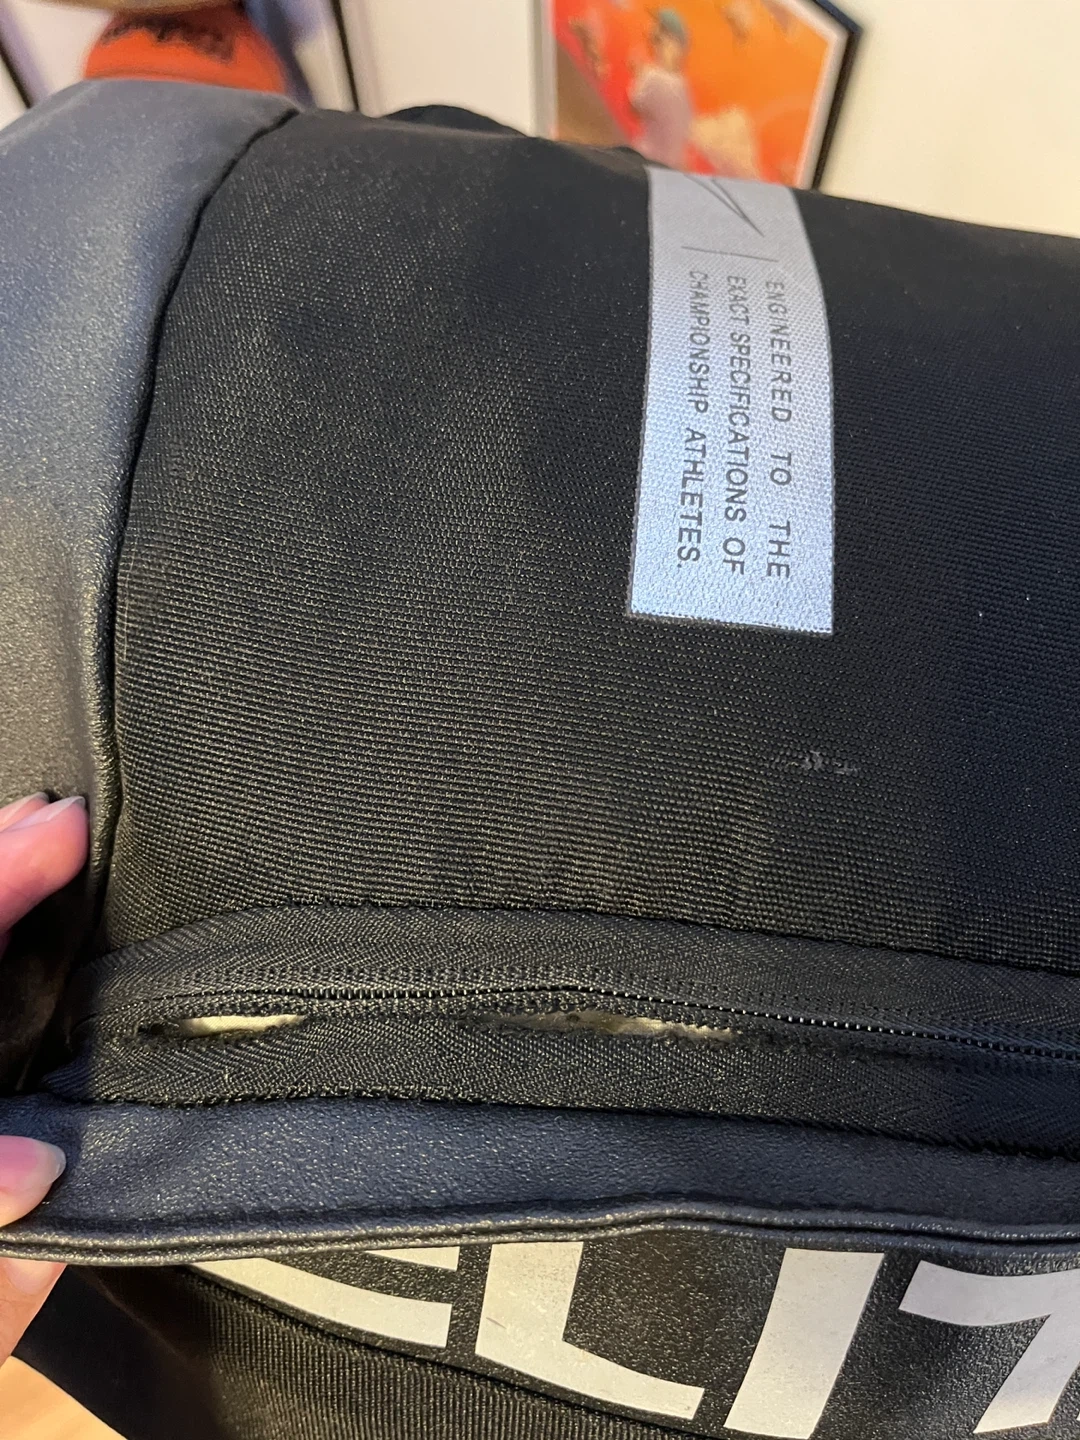 ENGINEERED TO THE
EXACT SPECIFICATIONS OF
CHAMPIONSHIP ATHLETES.